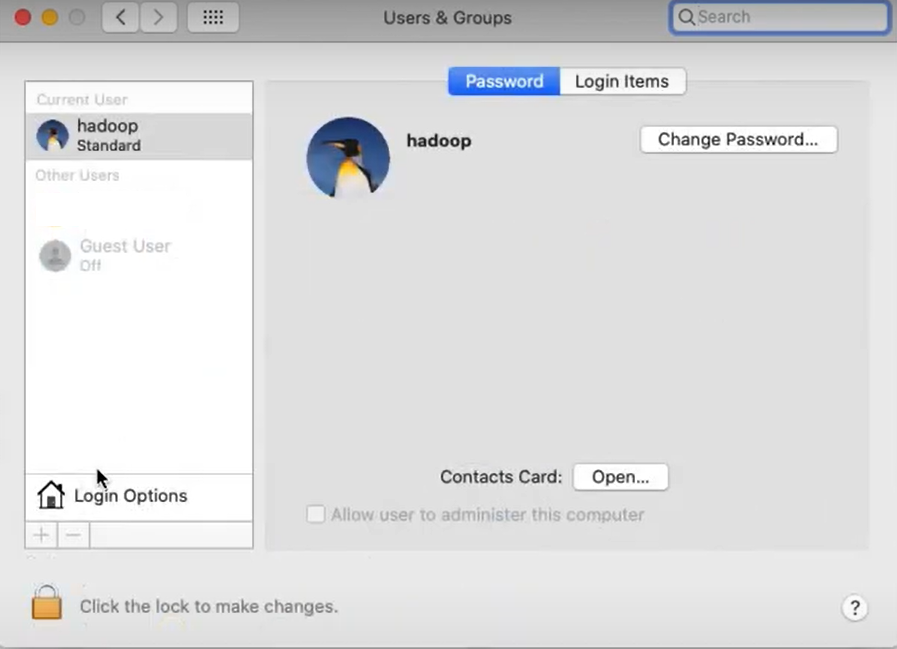 Users & Groups
Search
Password
Login Items
Current User
hadoop
Standard
Other Users
Guest User
Off
Login Options
hadoop
Change Password...
Contacts Card:
Open...
Allow user to administer this computer
Click the lock to make changes.
?